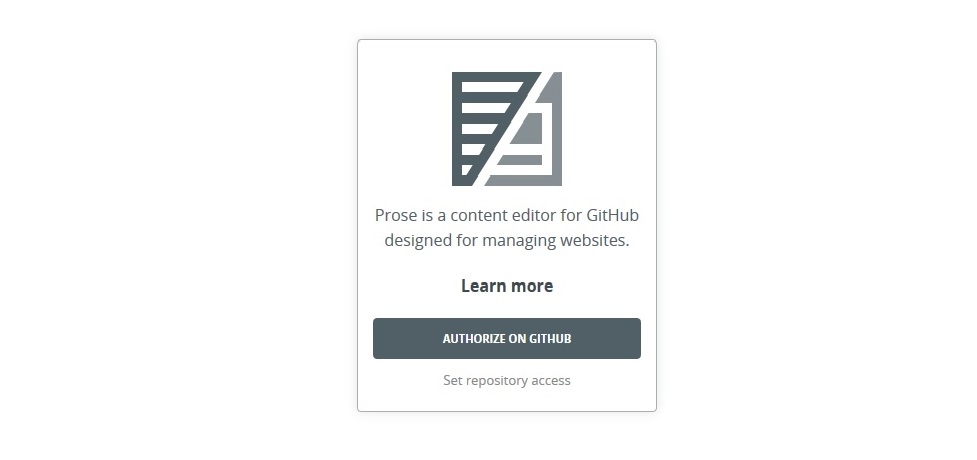 Prose is a content editor for GitHub
designed for managing websites.
Learn more
AUTHORIZE ON GITHUB
Set repository access